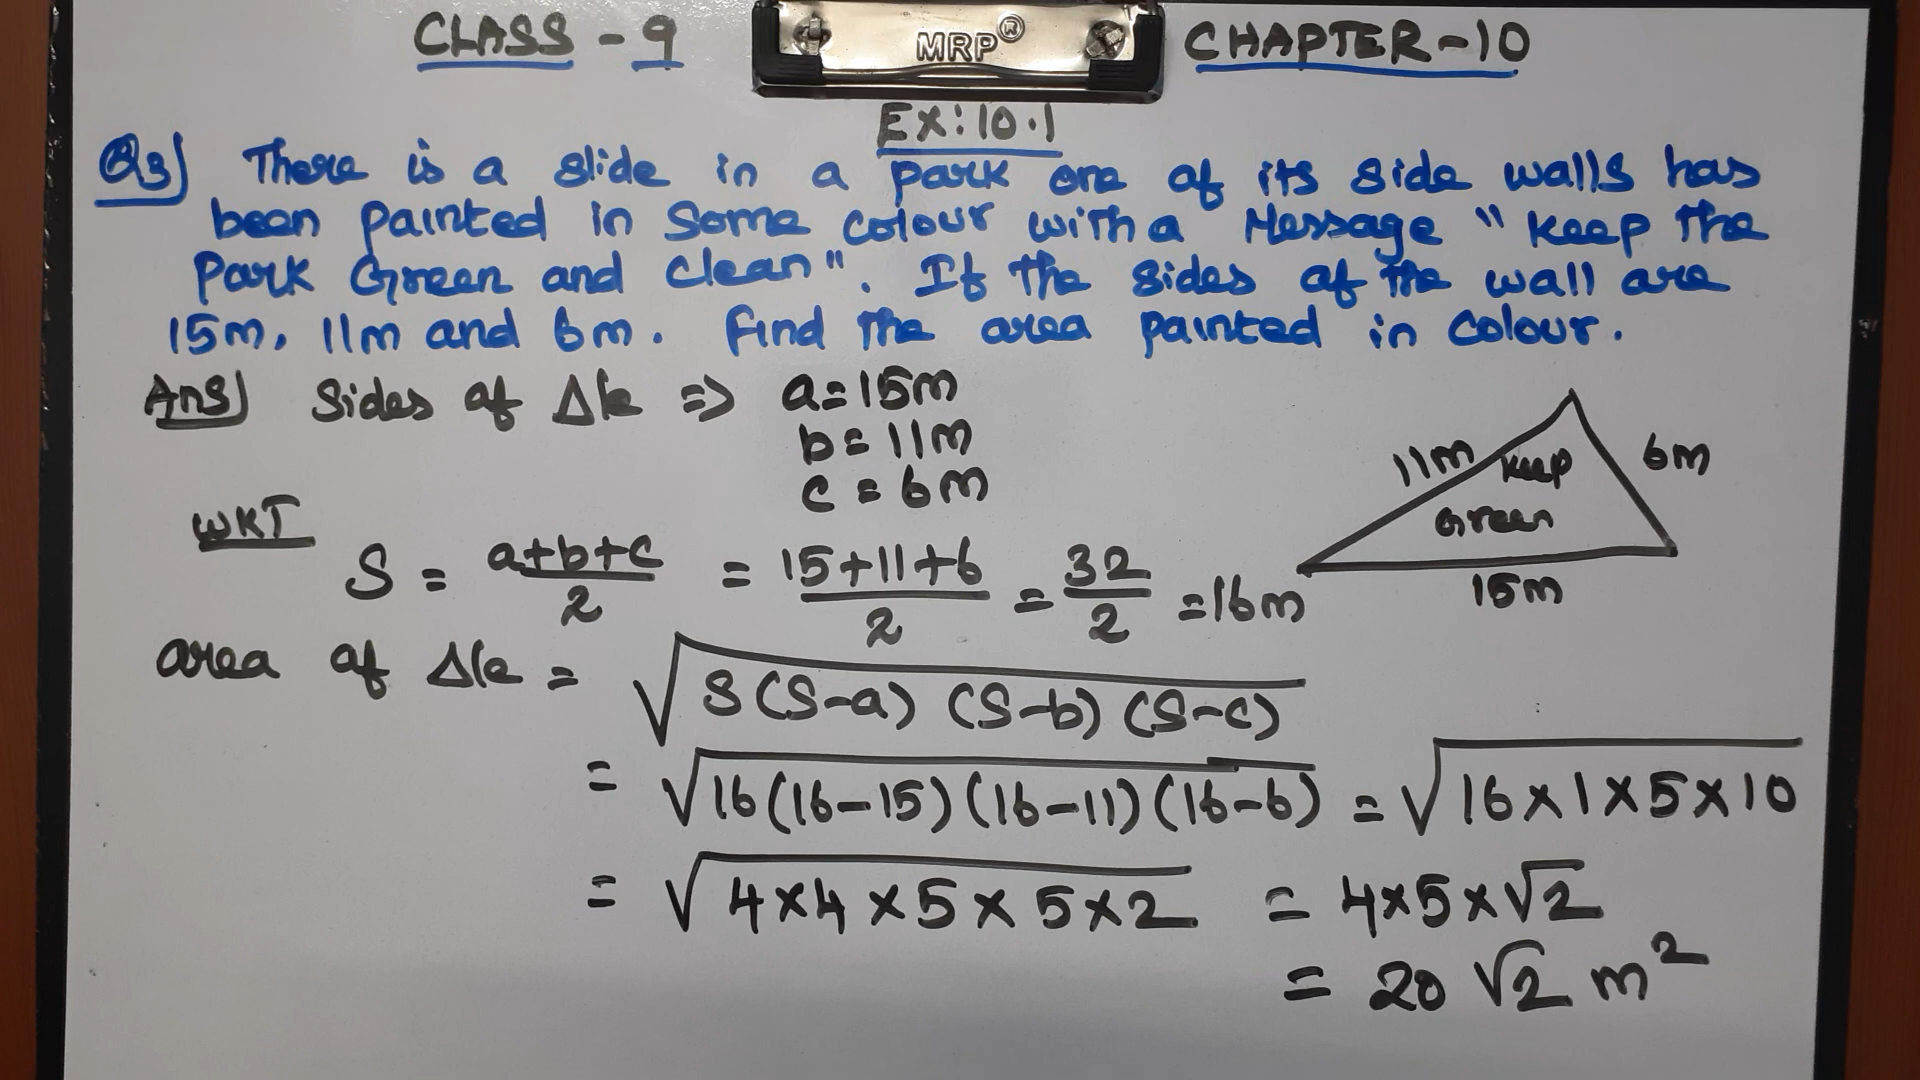 CLASS - 9
MRP®
CHAPTER-10
EX:10.1
Q3) There is a slide in a park one of its side walls has
been painted in some colour with a Message "keep the
Park Green and clean". If the sides of the wall are
15m, 11m and 6m. Find the area painted in colour.
Ans) Sides of Δle => a=15m
b=11m
c=6m
11m
6m
keep
Green
15m
WKT
S = a+b+c/2 = 15+11+6/2 = 32/2 =16m
area of Δle = √S(S-a) (S-b) (S-c)
= √16(16-15)(16-11)(16-6) = √16×1×5×10
= √4×4×5×5×2 = 4×5×√2
= 20√2 m²